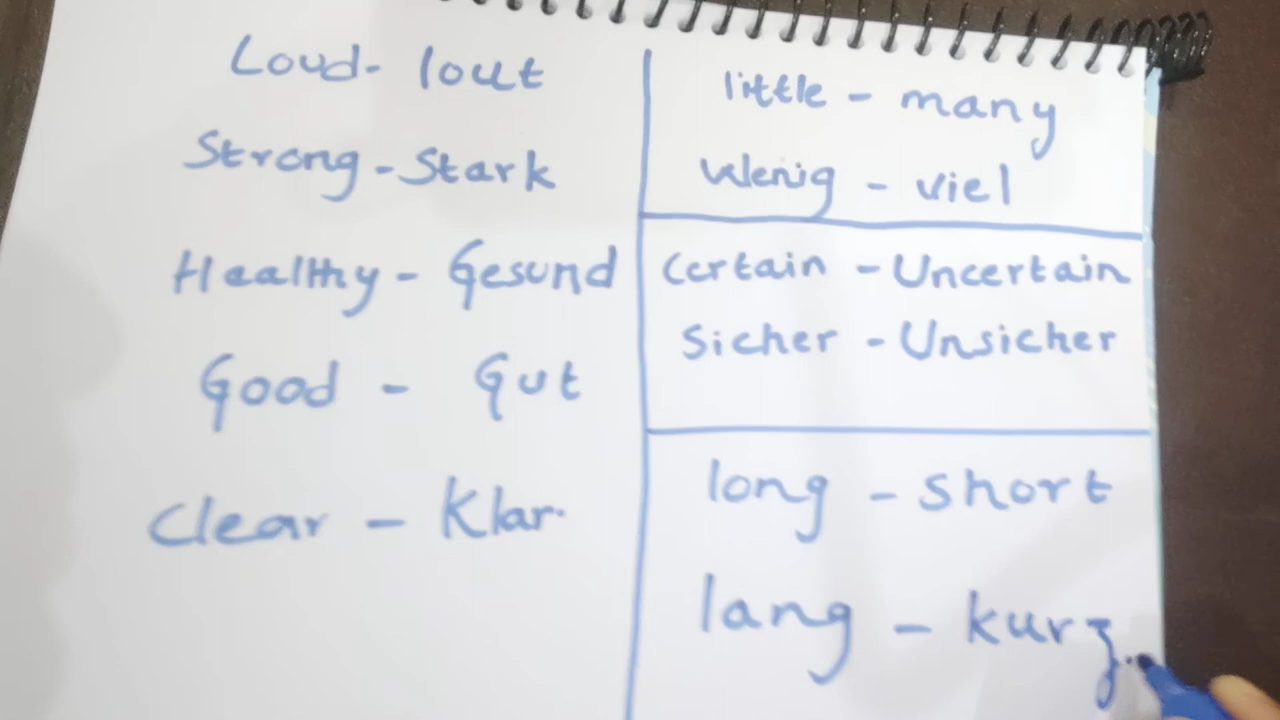 Loud - lout
Strong - Stark
Healthy - Gesund
Good - Gut
Clear - Klar.
little - many
Wenig - viel
Certain - Uncertain
Sicher - Unsicher
long - short
lang - kurz